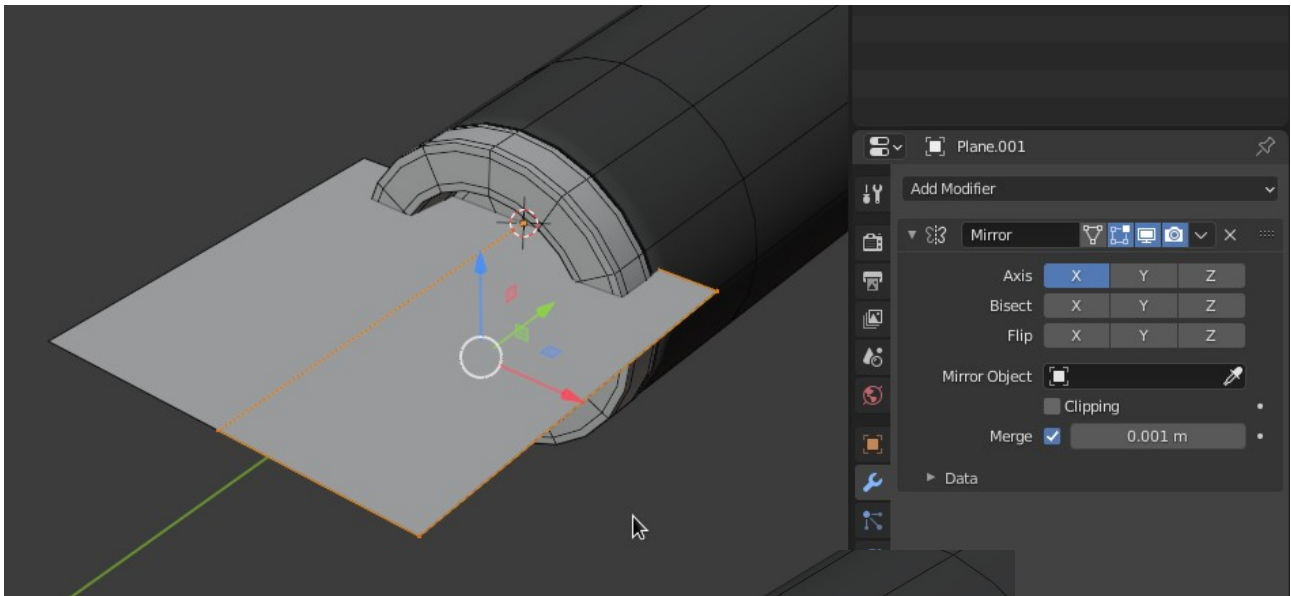 Plane.001
Add Modifier
Mirror
Axis X Y Z
Bisect X Y Z
Flip X Y Z
Mirror Object
Clipping
Merge 0.001 m
Data